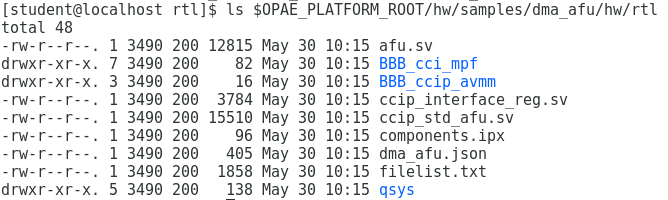 [student@localhost rtl]$ ls $OPAE_PLATFORM_ROOT/hw/samples/dma_afu/hw/rtl
total 48
-rw-r--r--. 1 3490 200 12815 May 30 10:15 afu.sv
drwxr-xr-x. 7 3490 200    82 May 30 10:15 BBB_cci_mpf
drwxr-xr-x. 3 3490 200    16 May 30 10:15 BBB_ccip_avmm
-rw-r--r--. 1 3490 200  3784 May 30 10:15 ccip_interface_reg.sv
-rw-r--r--. 1 3490 200 15510 May 30 10:15 ccip_std_afu.sv
-rw-r--r--. 1 3490 200    96 May 30 10:15 components.ipx
-rw-r--r--. 1 3490 200   405 May 30 10:15 dma_afu.json
-rw-r--r--. 1 3490 200  1858 May 30 10:15 filelist.txt
drwxr-xr-x. 5 3490 200   138 May 30 10:15 qsys